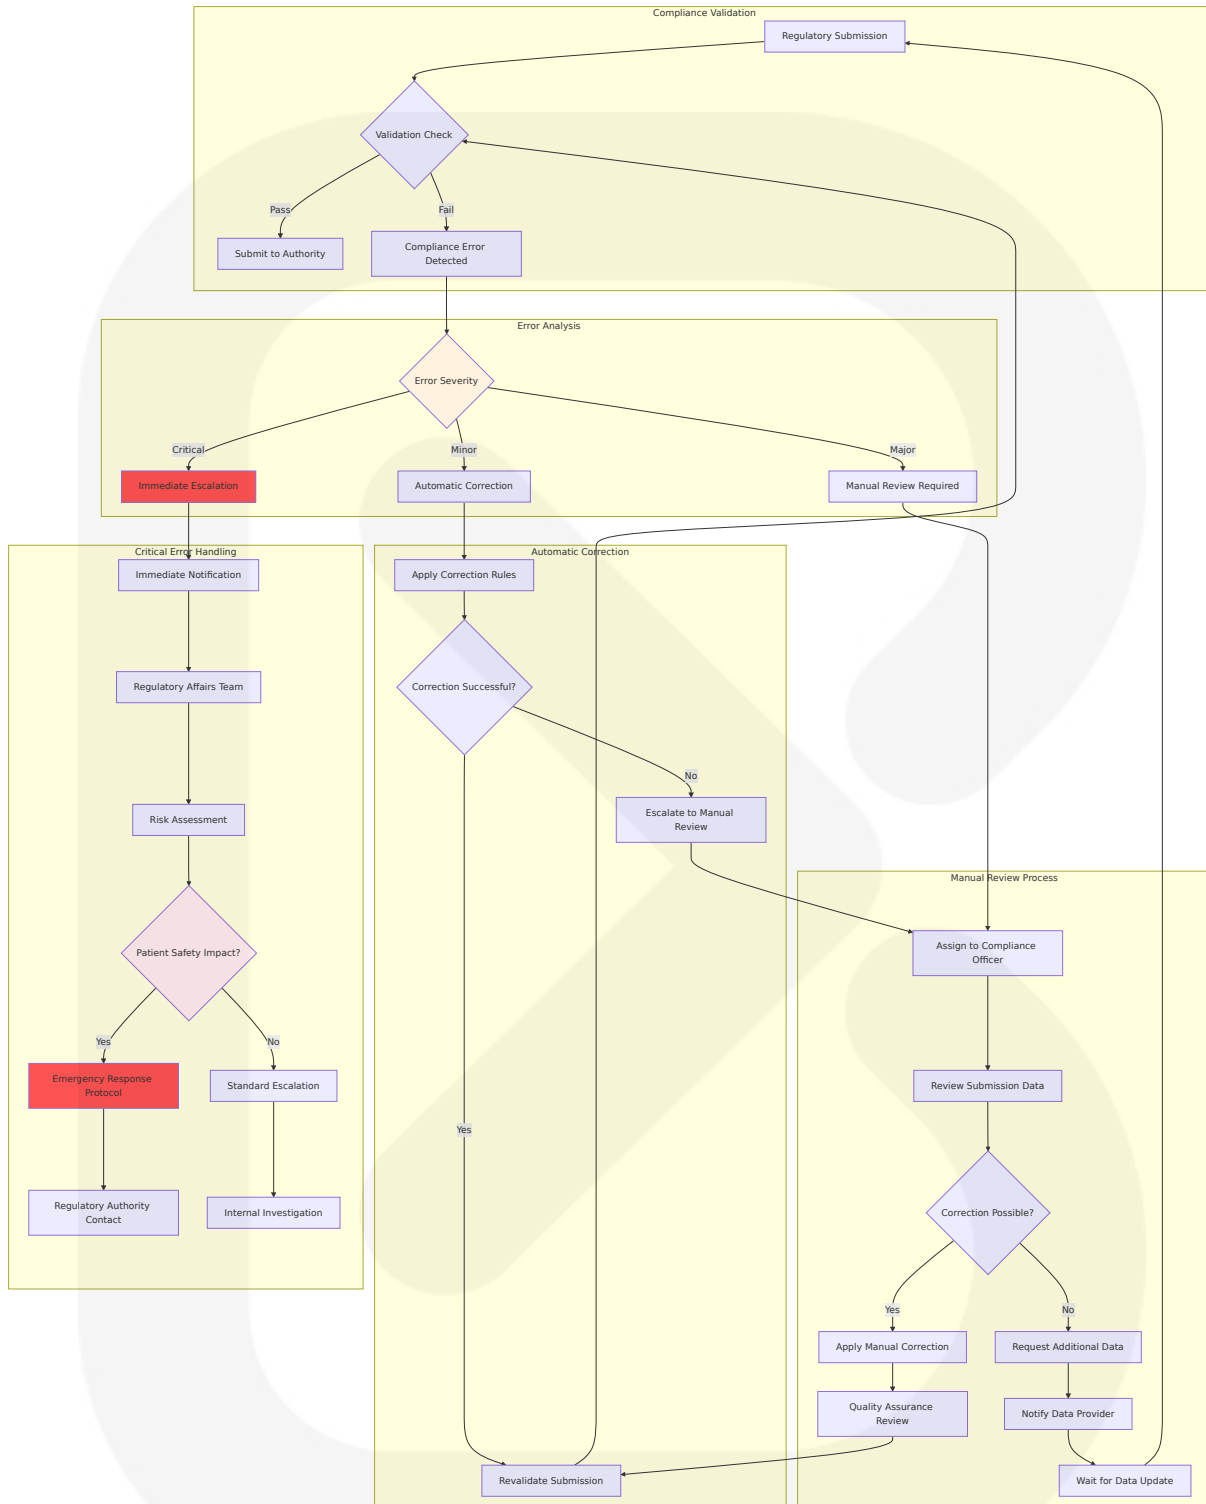 Compliance Validation
Regulatory Submission
Validation Check
Pass
Fail
Submit to Authority
Compliance Error
Detected
Error Analysis
Error Severity
Critical
Minor
Major
Immediate Escalation
Automatic Correction
Manual Review Required
Critical Error Handling
Immediate Notification
Regulatory Affairs Team
Risk Assessment
Patient Safety Impact?
Yes
No
Emergency Response
Protocol
Standard Escalation
Regulatory Authority
Contact
Internal Investigation
Automatic Correction
Apply Correction Rules
Correction Successful?
No
Escalate to Manual
Review
Yes
Revalidate Submission
Manual Review Process
Assign to Compliance
Officer
Review Submission Data
Correction Possible?
Yes
No
Apply Manual Correction
Request Additional Data
Quality Assurance
Review
Notify Data Provider
Wait for Data Update